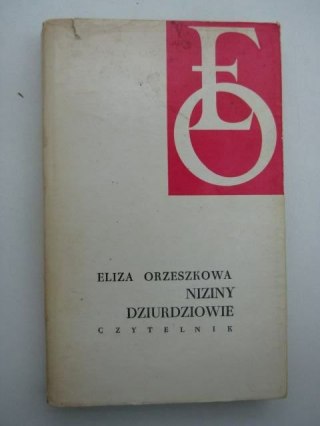 EO
ELIZA ORZESZKOWA
NIZINY
DZIURDZIOWIE
CZYTELNIK